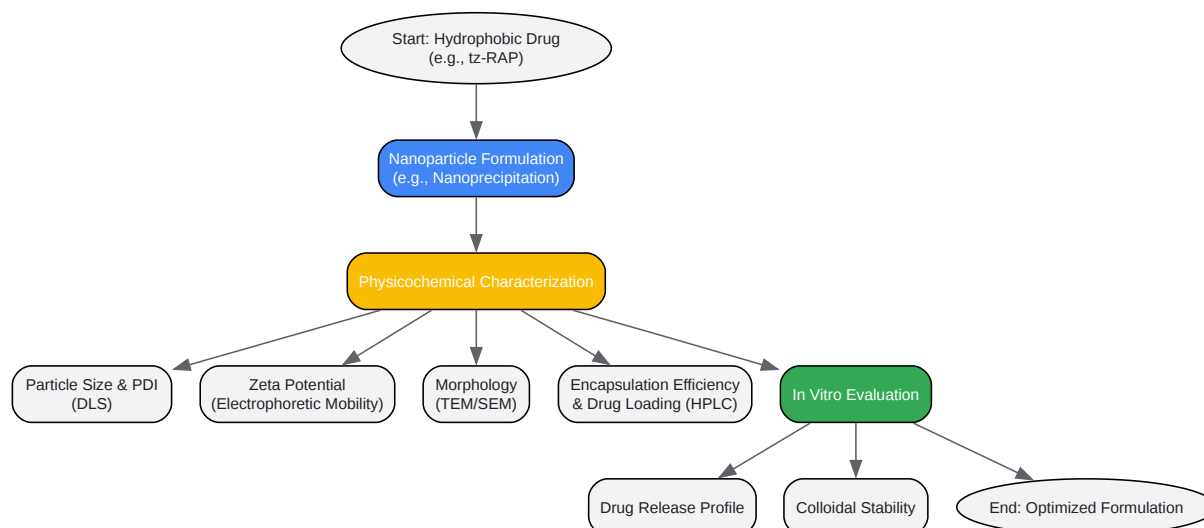 Start: Hydrophobic Drug
(e.g., tz-RAP)
Nanoparticle Formulation
(e.g., Nanoprecipitation)
Physicochemical Characterization
Particle Size & PDI
(DLS)
Zeta Potential
(Electrophoretic Mobility)
Morphology
(TEM/SEM)
Encapsulation Efficiency
& Drug Loading (HPLC)
In Vitro Evaluation
Drug Release Profile
Colloidal Stability
End: Optimized Formulation